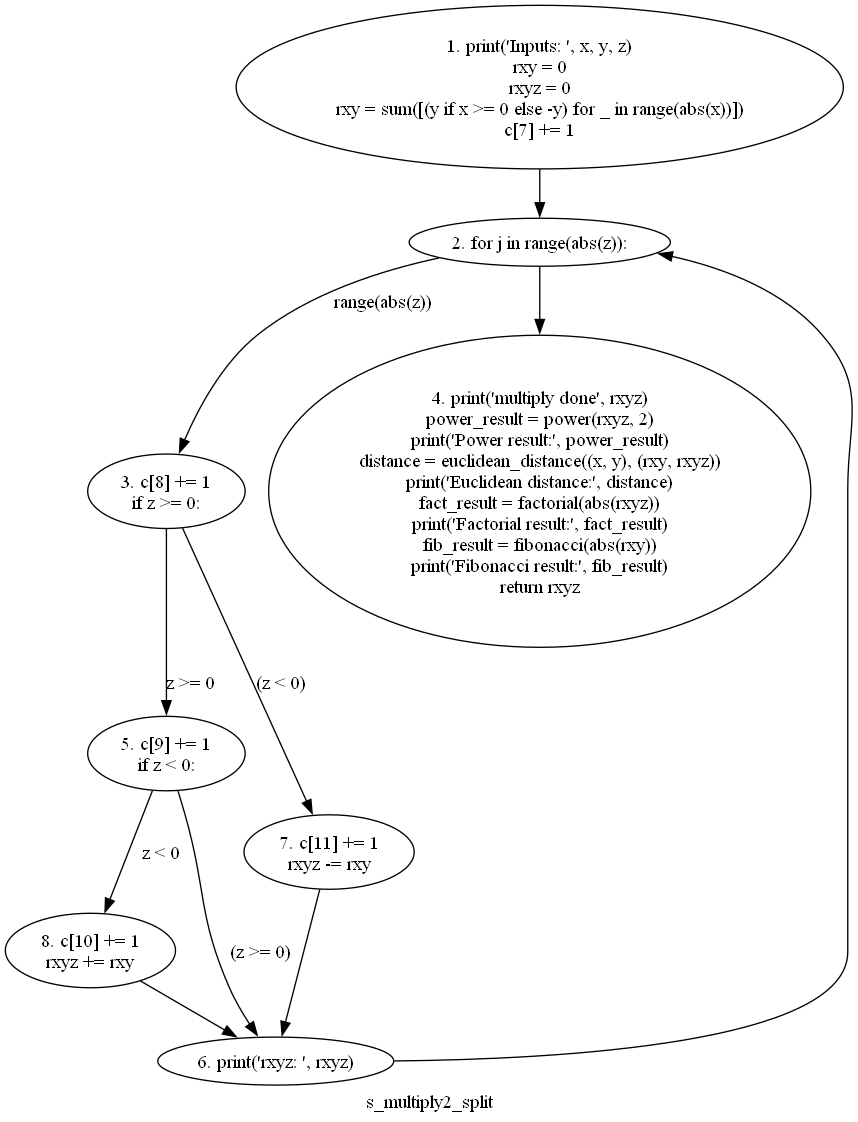 1. print('Inputs: ', x, y, z)
rxy = 0
rxyz = 0
rxy = sum([(y if x >= 0 else -y) for _ in range(abs(x))])
c[7] += 1
2. for j in range(abs(z)):
range(abs(z))
4. print('multiply done', rxyz)
power_result = power(rxyz, 2)
print('Power result:', power_result)
distance = euclidean_distance((x, y), (rxy, rxyz))
print('Euclidean distance:', distance)
fact_result = factorial(abs(rxyz))
print('Factorial result:', fact_result)
fib_result = fibonacci(abs(rxy))
print('Fibonacci result:', fib_result)
return rxyz
3. c[8] += 1
if z >= 0:
z >= 0
(z < 0)
5. c[9] += 1
if z < 0:
z < 0
7. c[11] += 1
rxyz -= rxy
8. c[10] += 1
rxyz += rxy
(z >= 0)
6. print('rxyz: ', rxyz)
s_multiply2_split